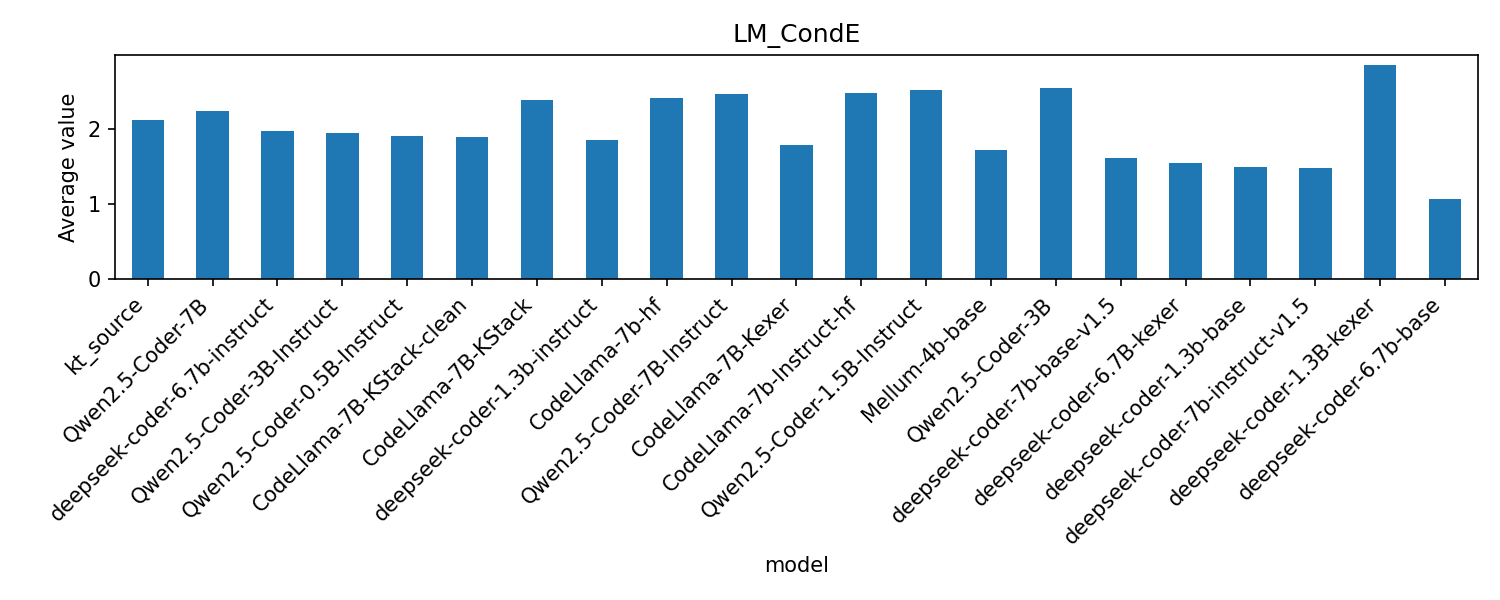 LM_CondE
Average value
2
1
0
kt_source
Qwen2.5-Coder-7B
deepseek-coder-6.7b-instruct
Qwen2.5-Coder-3B-Instruct
Qwen2.5-Coder-0.5B-Instruct
CodeLlama-7B-KStack-clean
CodeLlama-7B-KStack
deepseek-coder-1.3b-instruct
CodeLlama-7b-hf
Qwen2.5-Coder-7B-Instruct
CodeLlama-7B-Kexer
CodeLlama-7b-Instruct-hf
Qwen2.5-Coder-1.5B-Instruct
Mellum-4b-base
Qwen2.5-Coder-3B
deepseek-coder-7b-base-v1.5
deepseek-coder-6.7B-kexer
deepseek-coder-1.3b-base
deepseek-coder-7b-instruct-v1.5
deepseek-coder-1.3B-kexer
deepseek-coder-6.7b-base
model